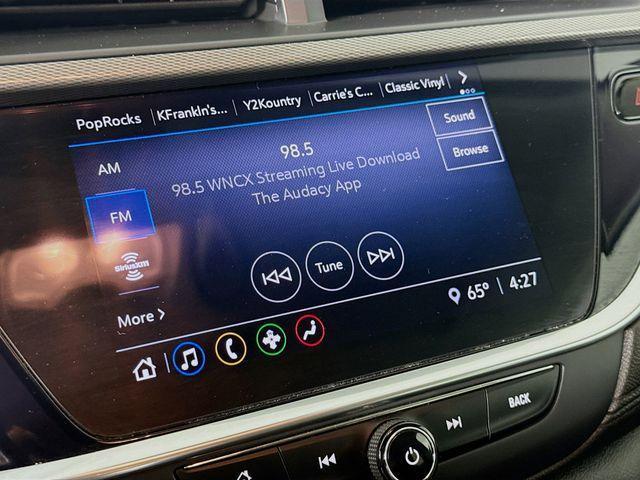 PopRocks
KFrankln's...
Y2Kountry
Carrie's C...
Classic Vinyl
AM
98.5
Sound
98.5 WNCX Streaming Live Download
The Audacy App
Browse
FM
SiriusXM
Tune
More
65°
4:27
BACK